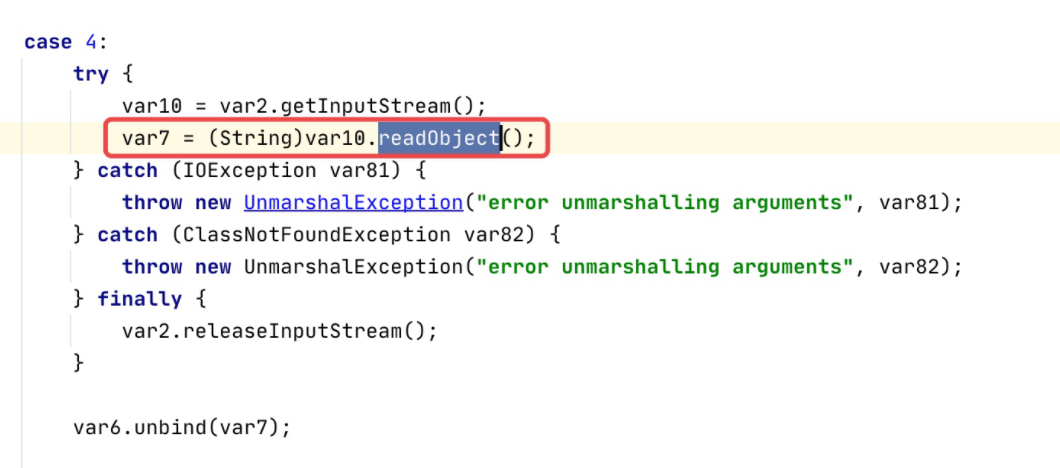 case 4:
try {
var10 = var2.getInputStream();
var7 = (String)var10.readObject();
} catch (IOException var81) {
throw new UnmarshalException("error unmarshalling arguments", var81);
} catch (ClassNotFoundException var82) {
throw new UnmarshalException("error unmarshalling arguments", var82);
} finally {
var2.releaseInputStream();
}
var6.unbind(var7);